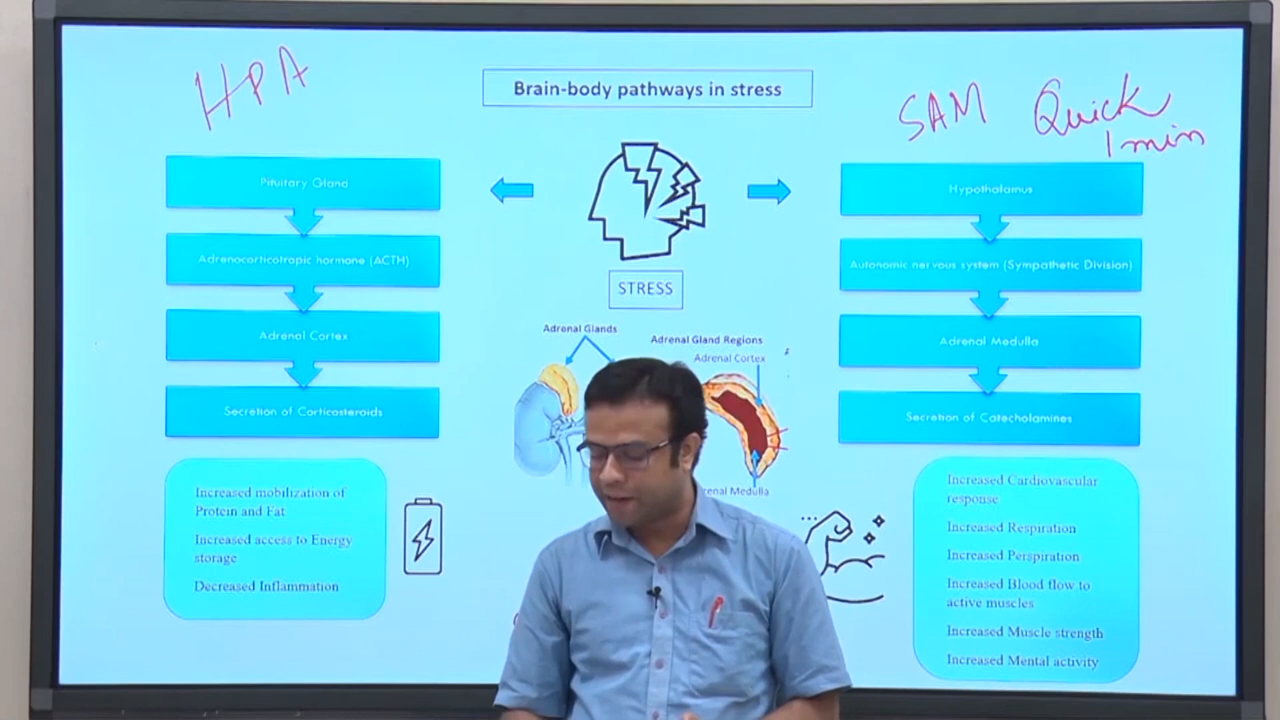 HPA
Brain-body pathways in stress
SAM Quick
1 min
Pituitary Gland
Adrenocorticotropic hormone (ACTH)
Adrenal Cortex
Secretion of Corticosteroids
Increased mobilization of
Protein and Fat
Increased access to Energy
storage
Decreased Inflammation
STRESS
Adrenal Glands
Adrenal Gland Regions
Adrenal Cortex
Medulla
Hypothalamus
Autonomic nervous system (Sympathetic Division)
Adrenal Medulla
Secretion of Catecholamines
Increased Cardiovascular
response
Increased Respiration
Increased Perspiration
Increased Blood flow to
active muscles
Increased Muscle strength
Increased Mental activity